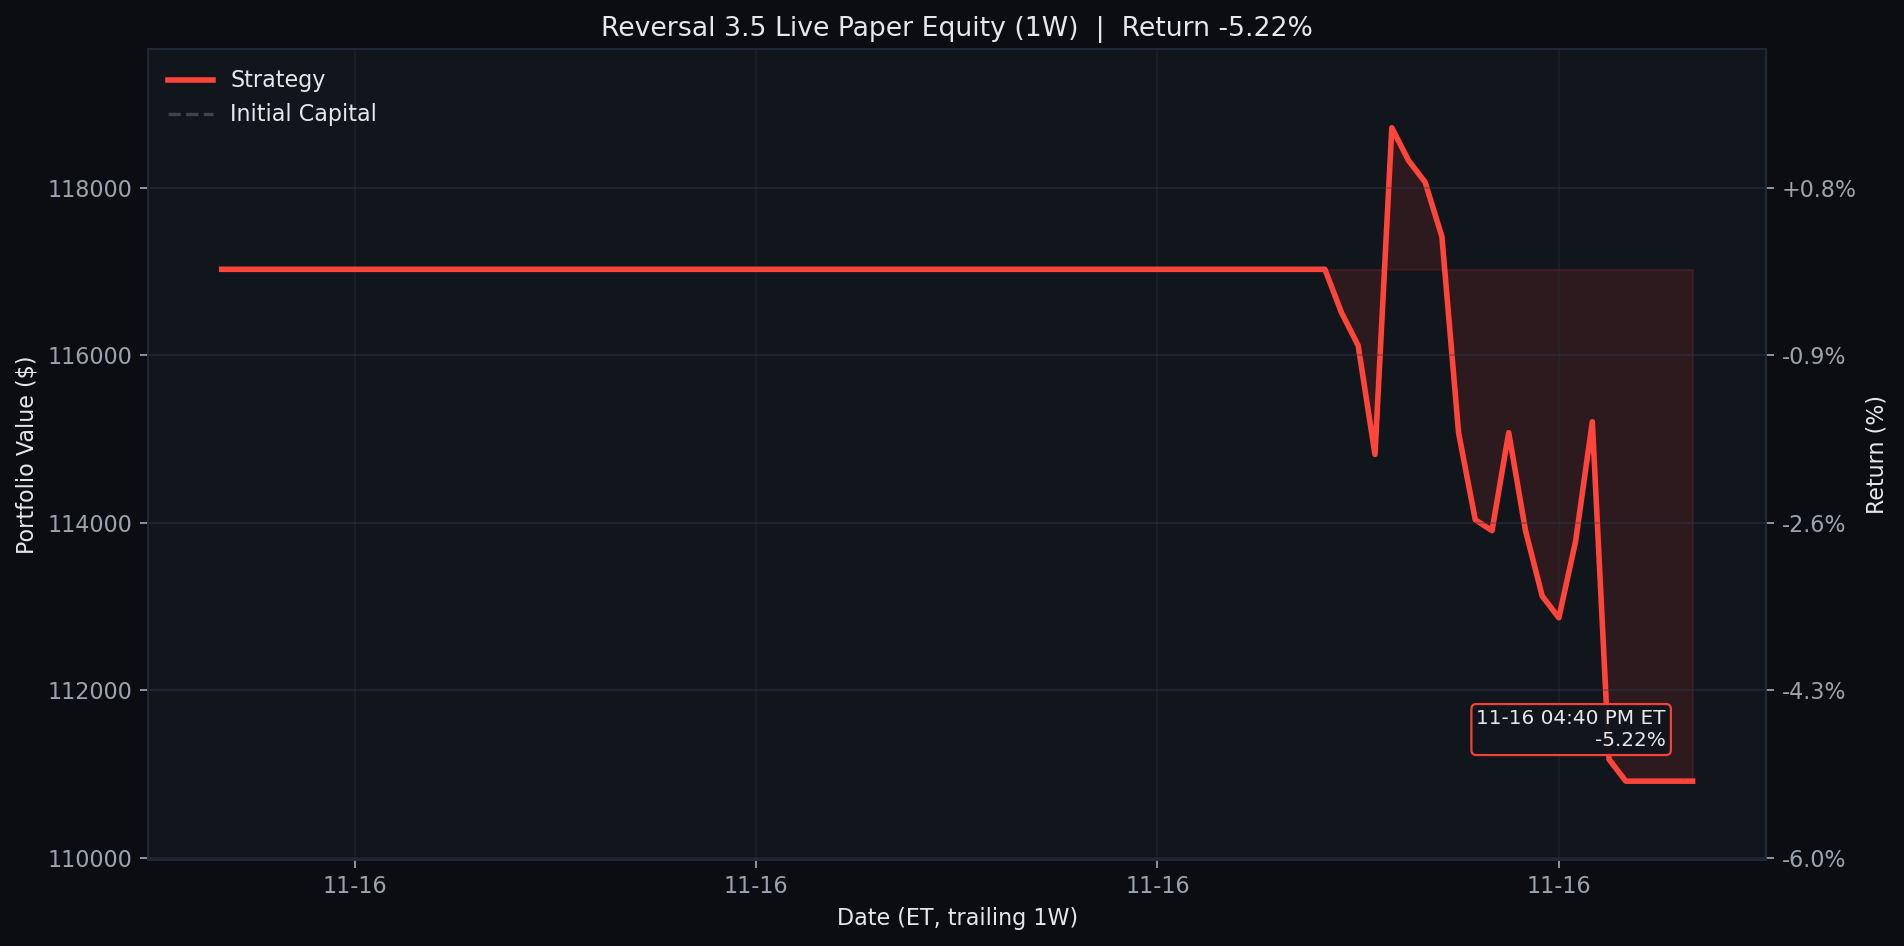 Reversal 3.5 Live Paper Equity (1W)  |  Return -5.22%
Strategy
Initial Capital
118000
116000
114000
112000
110000
Portfolio Value ($)
+0.8%
-0.9%
-2.6%
-4.3%
-6.0%
Return (%)
11-16 04:40 PM ET
-5.22%
11-16
11-16
11-16
11-16
Date (ET, trailing 1W)